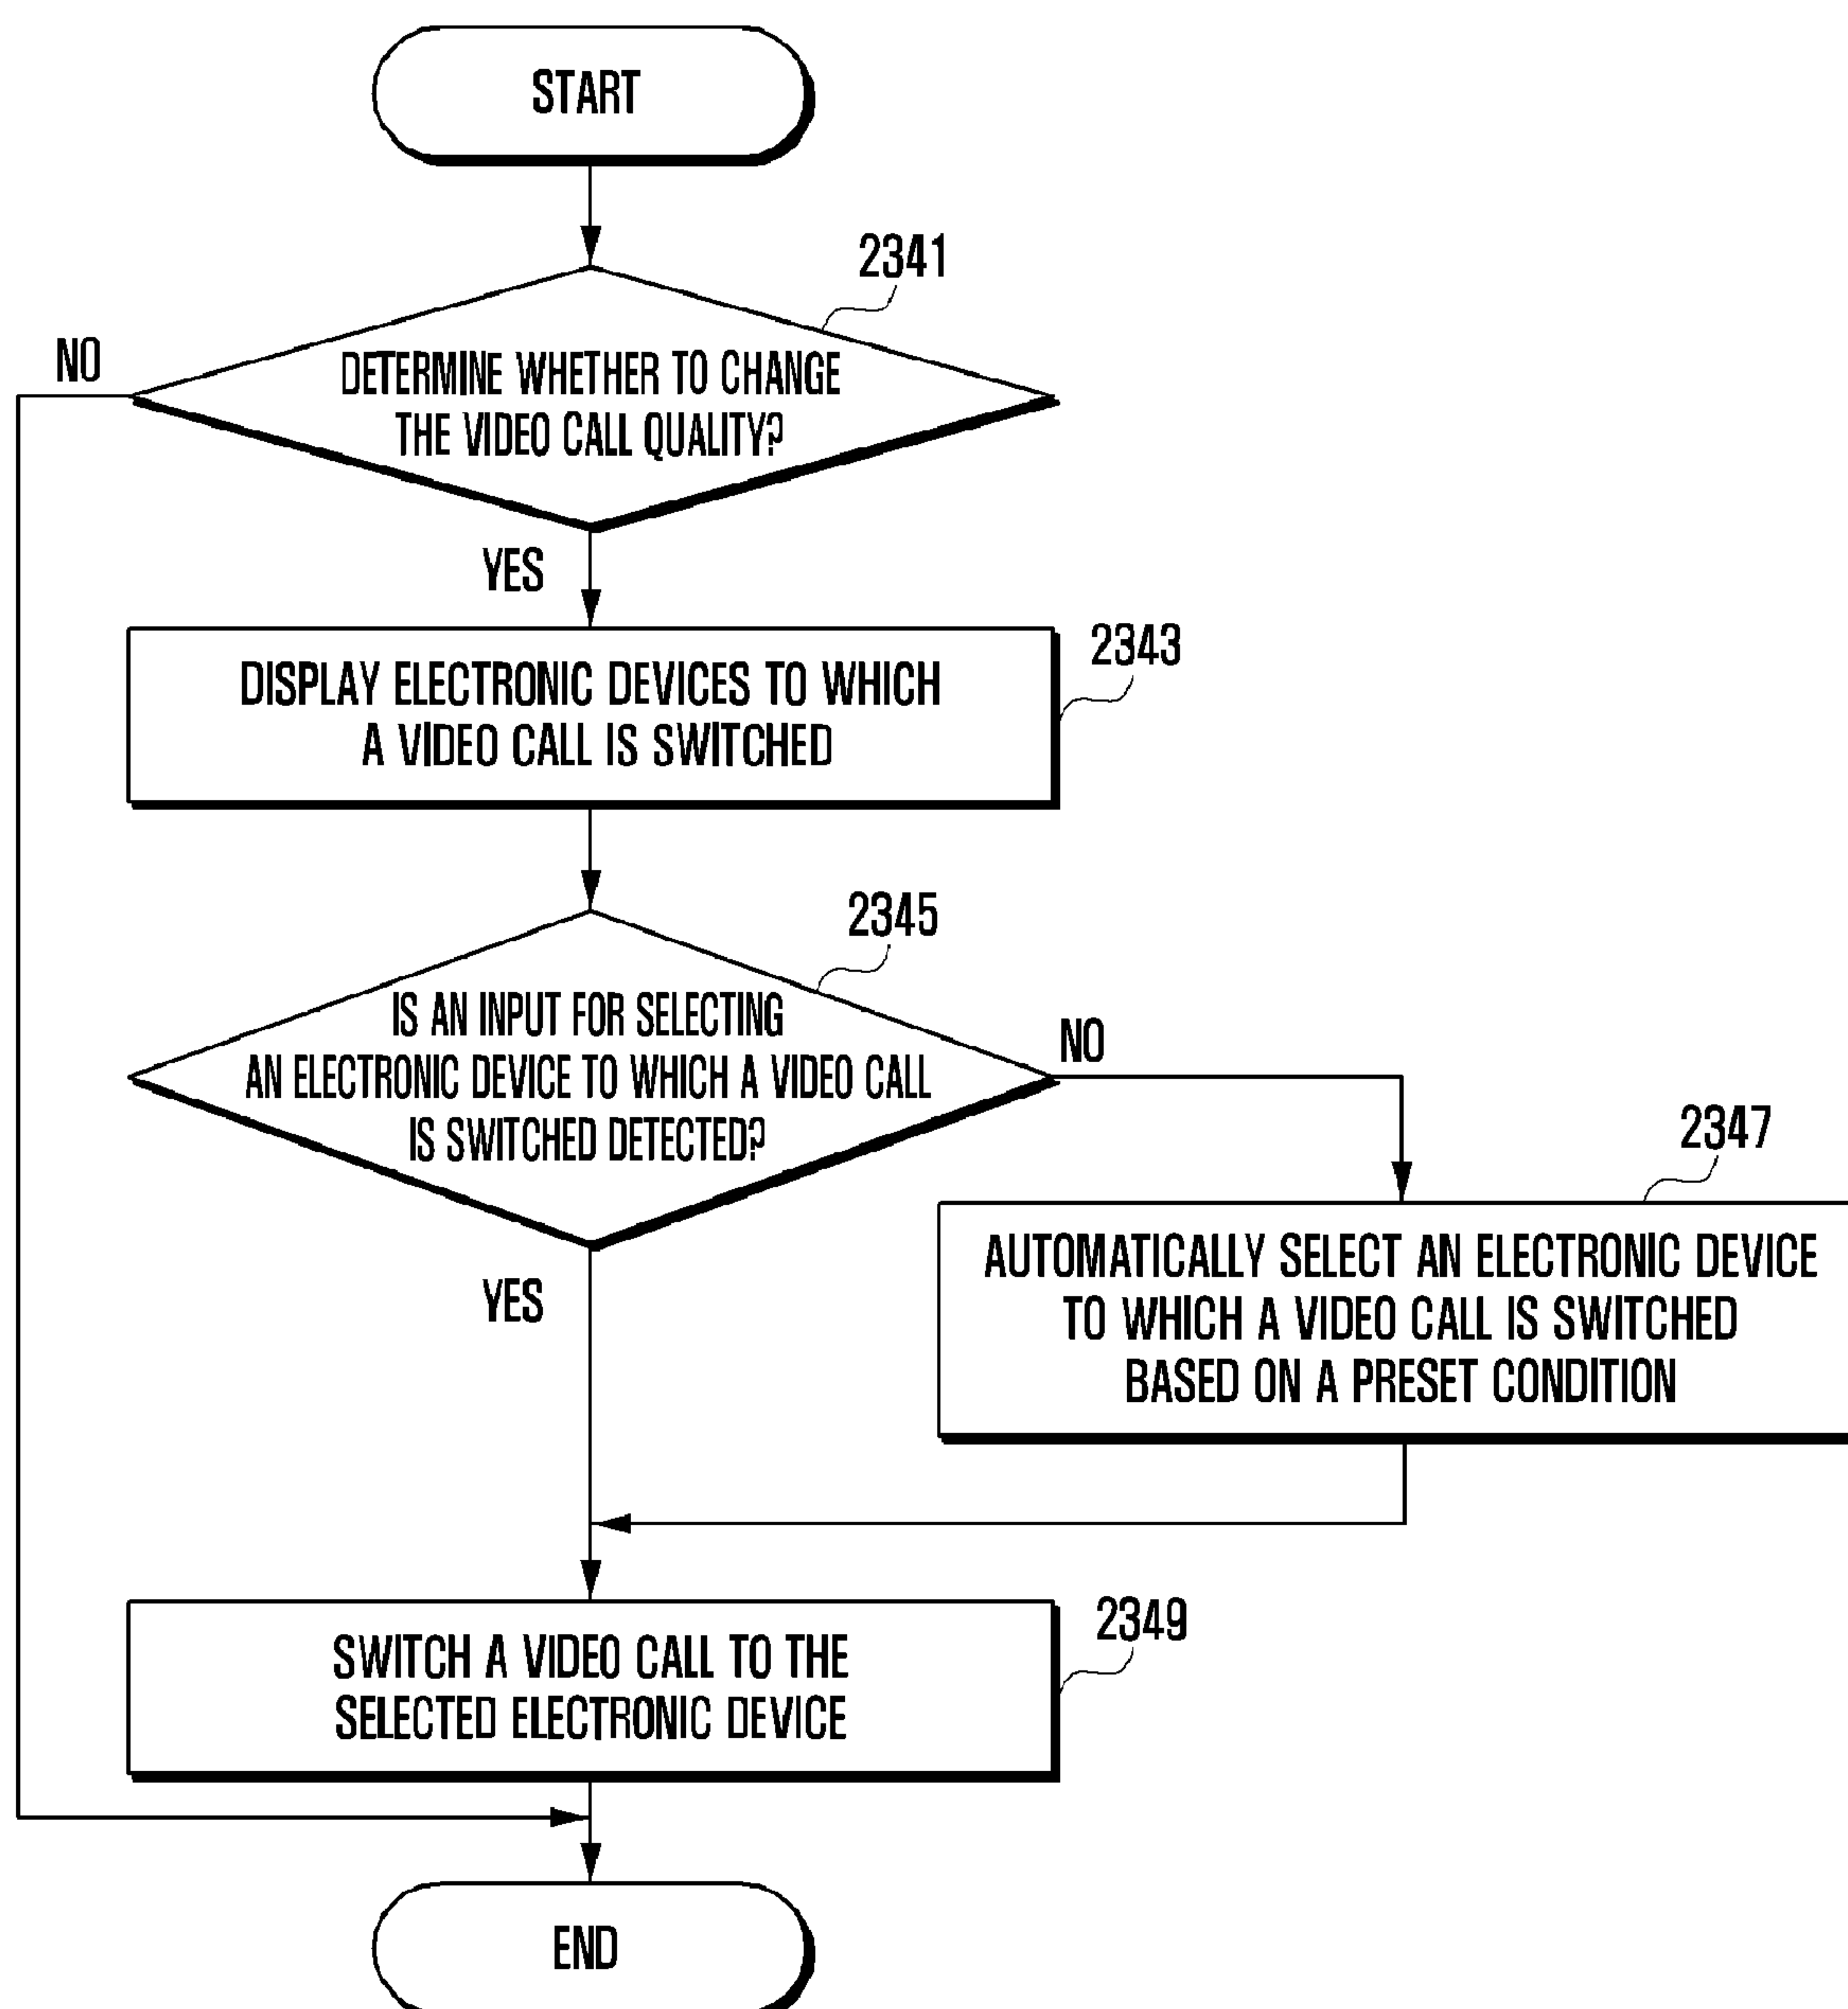 START
2341
NO
DETERMINE WHETHER TO CHANGE
THE VIDEO CALL QUALITY?
YES
2343
DISPLAY ELECTRONIC DEVICES TO WHICH
A VIDEO CALL IS SWITCHED
2345
IS AN INPUT FOR SELECTING
AN ELECTRONIC DEVICE TO WHICH A VIDEO CALL
IS SWITCHED DETECTED?
NO
2347
AUTOMATICALLY SELECT AN ELECTRONIC DEVICE
TO WHICH A VIDEO CALL IS SWITCHED
BASED ON A PRESET CONDITION
YES
2349
SWITCH A VIDEO CALL TO THE
SELECTED ELECTRONIC DEVICE
END